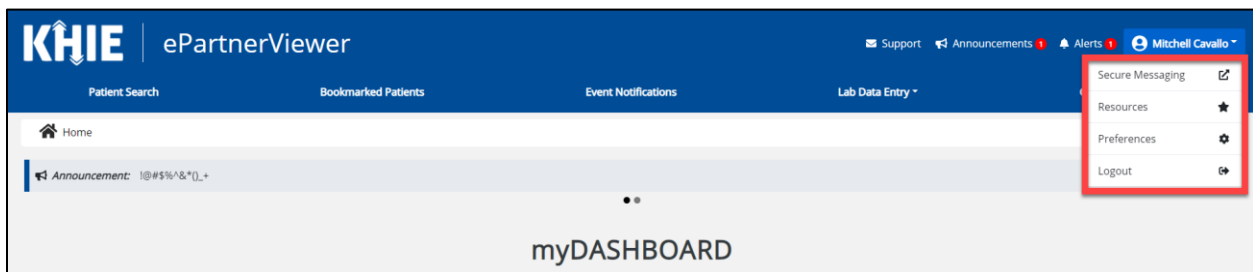 KHIE ePartnerViewer
Support Announcements 1 Alerts 1 Mitchell Cavallo
Patient Search Bookmarked Patients Event Notifications Lab Data Entry
Secure Messaging
Resources
Preferences
Logout
Home
Announcement: !@#$%^&*()_+
myDASHBOARD